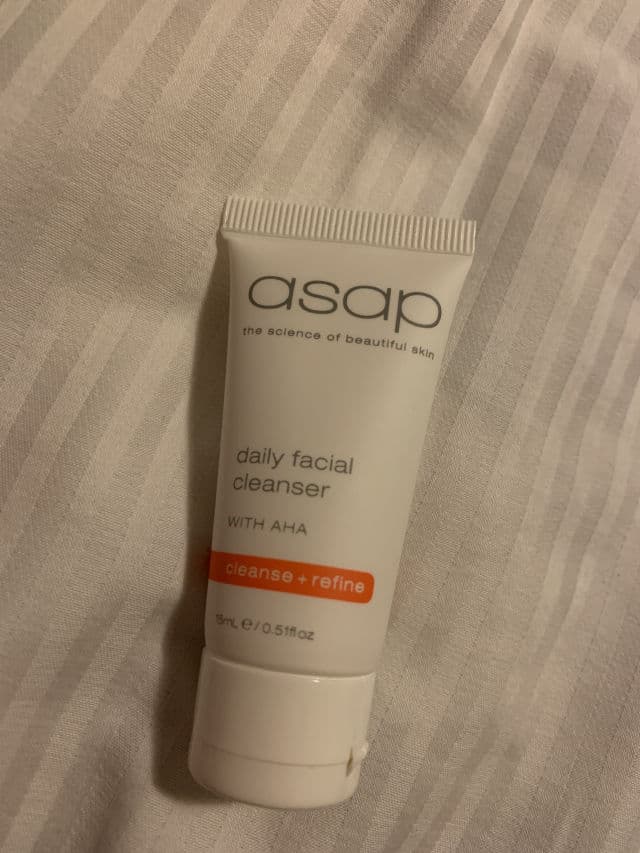 asap
the science of beautiful skin
daily facial
cleanser
WITH AHA
cleanse + refine
15mL e / 0.51fl oz